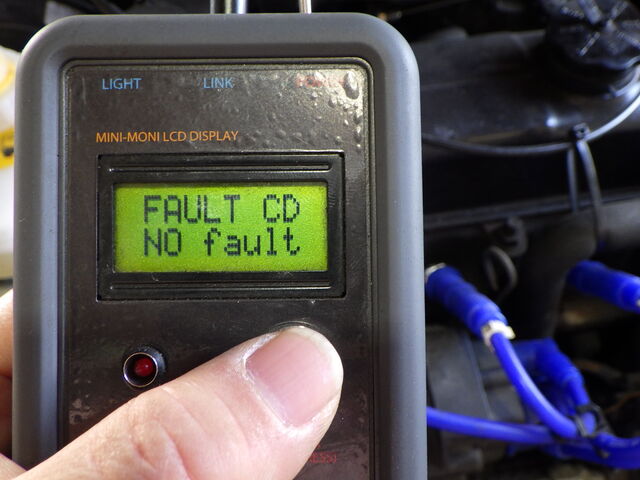 LIGHT LINK
MINI-MONI LCD DISPLAY
FAULT CD
NO fault